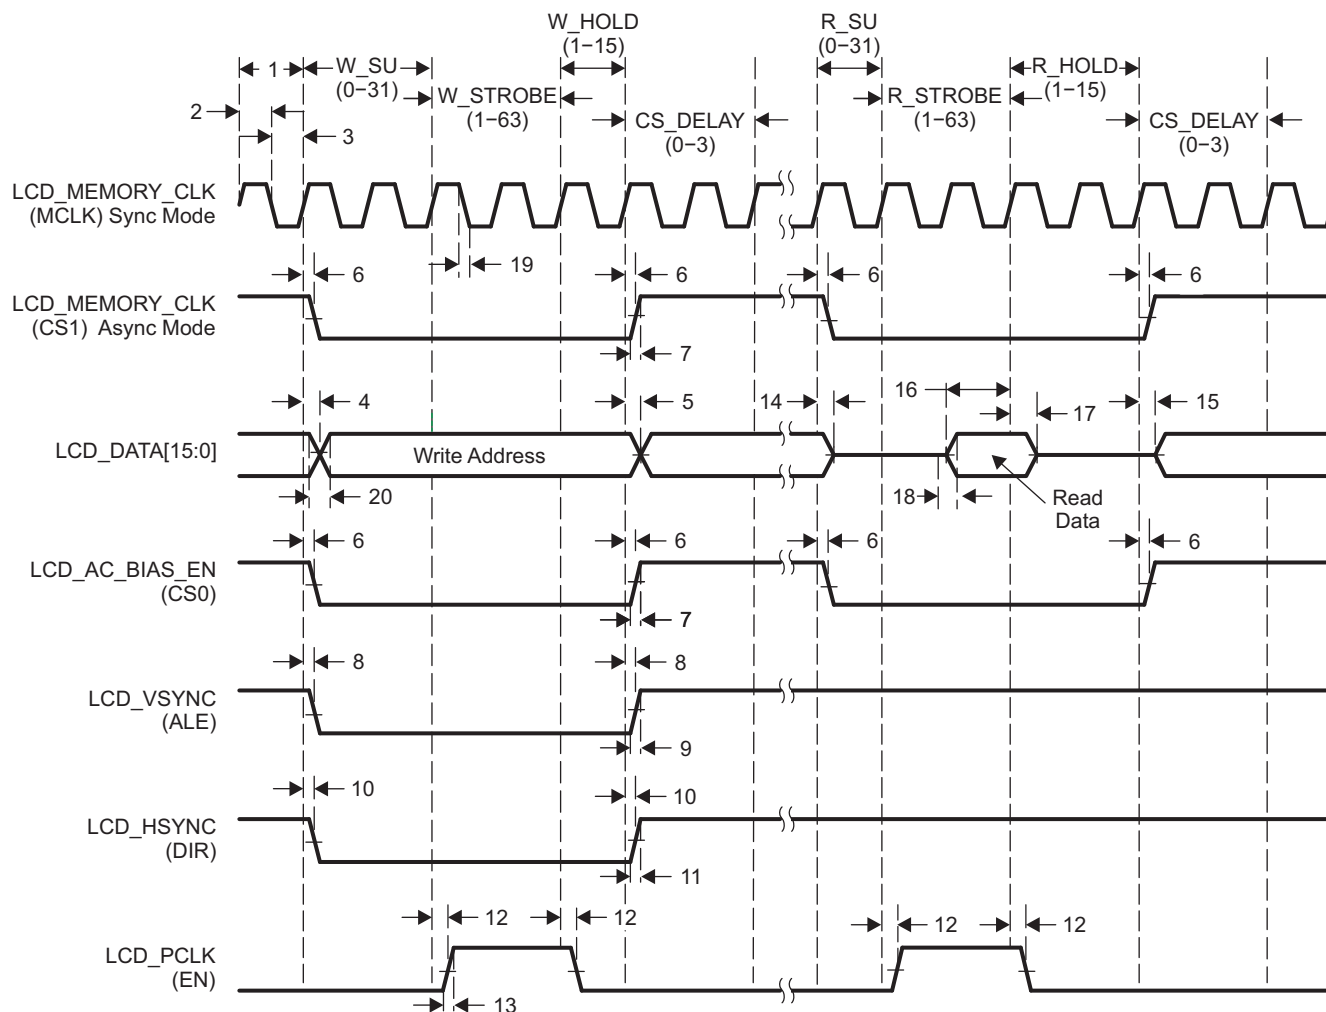 W_HOLD
(1−15)
R_SU
(0−31)
1
W_SU
(0−31)
R_HOLD
(1−15)
2
W_STROBE
(1−63)
R_STROBE
(1−63)
3
CS_DELAY
(0−3)
CS_DELAY
(0−3)
LCD_MEMORY_CLK
(MCLK) Sync Mode
19
6
6
6
6
LCD_MEMORY_CLK
(CS1) Async Mode
7
4
5
14
16
17
15
LCD_DATA[15:0]
Write Address
20
18
Read
Data
6
6
6
6
LCD_AC_BIAS_EN
(CS0)
7
8
8
LCD_VSYNC
(ALE)
9
10
10
LCD_HSYNC
(DIR)
11
12
12
12
12
LCD_PCLK
(EN)
13